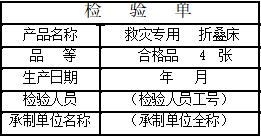 检 验 单
产品名称 救灾专用 折叠床
品 等 合格品 4 张
生产日期 年 月
检验人员 （检验人员工号）
承制单位名称 （承制单位全称）